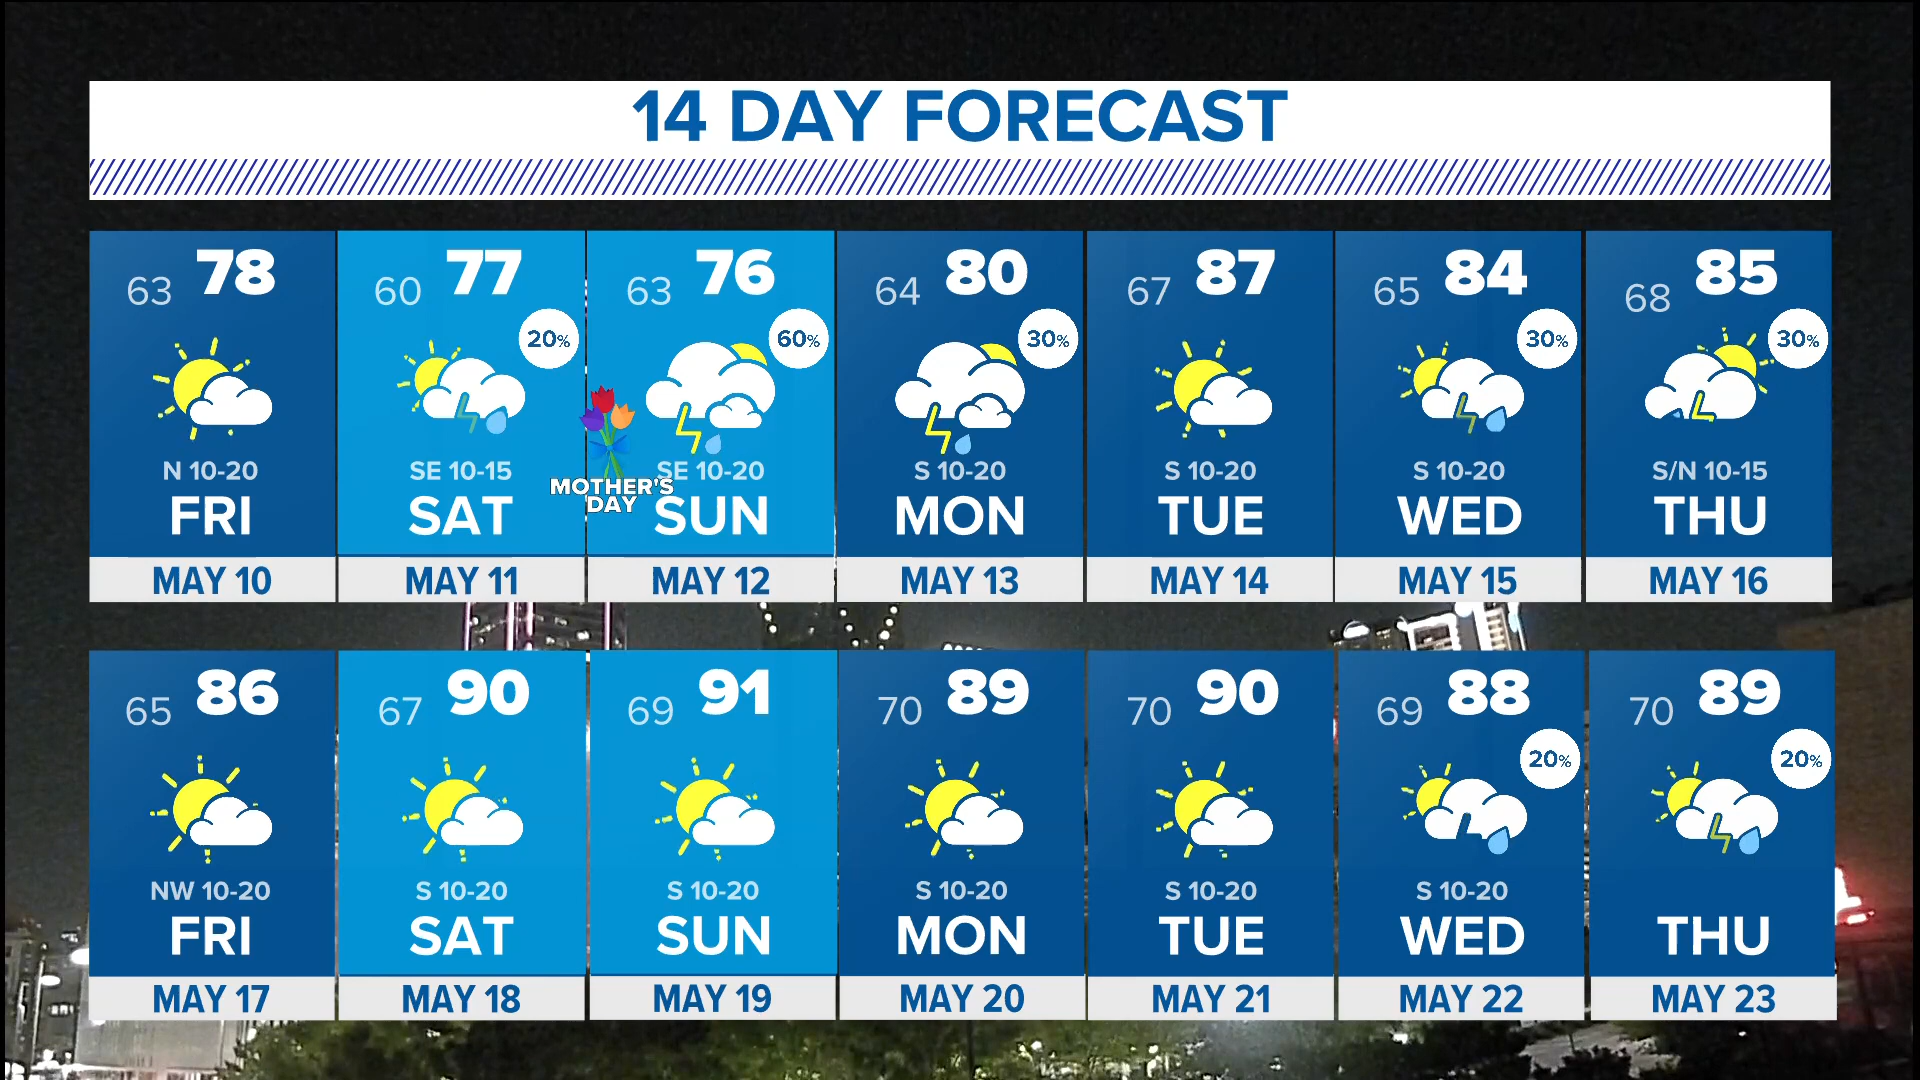 14 DAY FORECAST
63 78
N 10-20
FRI
MAY 10
60 77
20%
SE 10-15
SAT
MAY 11
63 76
60%
MOTHER'S
DAY
SE 10-20
SUN
MAY 12
64 80
30%
S 10-20
MON
MAY 13
67 87
S 10-20
TUE
MAY 14
65 84
30%
S 10-20
WED
MAY 15
68 85
30%
S/N 10-15
THU
MAY 16
65 86
NW 10-20
FRI
MAY 17
67 90
S 10-20
SAT
MAY 18
69 91
S 10-20
SUN
MAY 19
70 89
S 10-20
MON
MAY 20
70 90
S 10-20
TUE
MAY 21
69 88
20%
S 10-20
WED
MAY 22
70 89
20%
THU
MAY 23